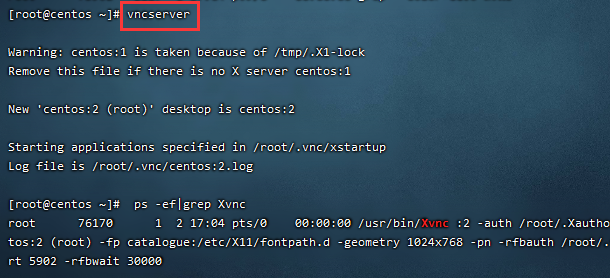 [root@centos ~]# vncserver
Warning: centos:1 is taken because of /tmp/.X1-lock
Remove this file if there is no X server centos:1
New 'centos:2 (root)' desktop is centos:2
Starting applications specified in /root/.vnc/xstartup
Log file is /root/.vnc/centos:2.log
[root@centos ~]#  ps -ef|grep Xvnc
root      76170      1  2 17:04 pts/0    00:00:00 /usr/bin/Xvnc :2 -auth /root/.Xautho
tos:2 (root) -fp catalogue:/etc/X11/fontpath.d -geometry 1024x768 -pn -rfbauth /root/.
rt 5902 -rfbwait 30000